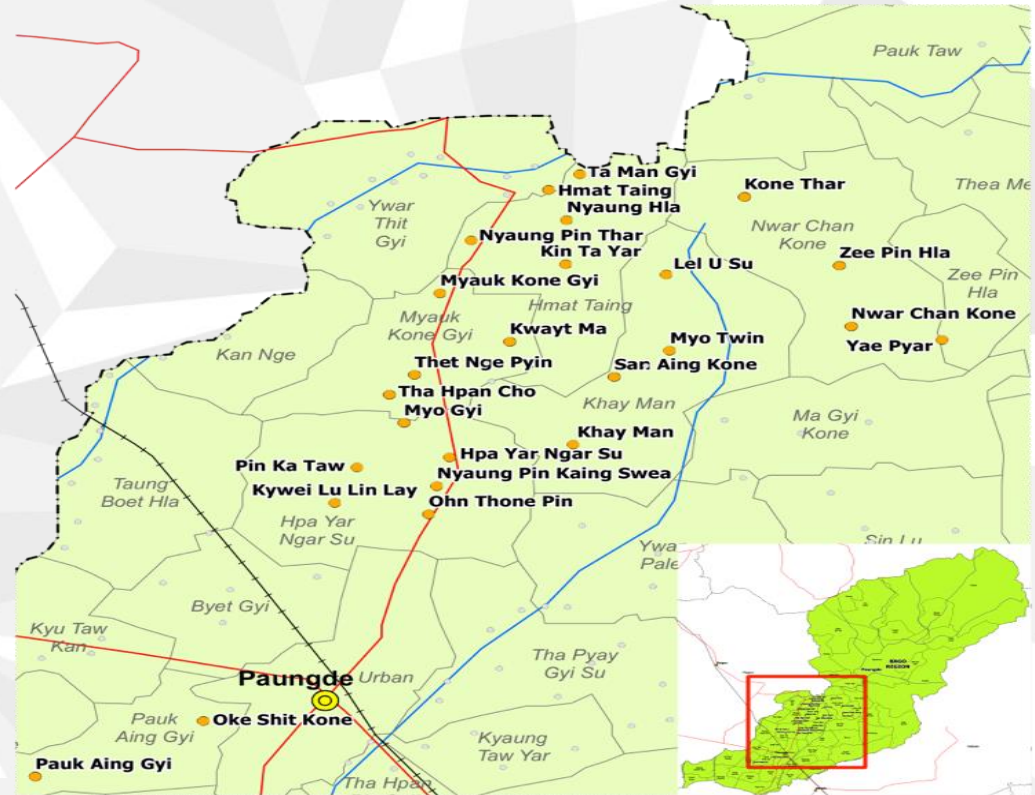 Pauk Taw
Ta Man Gyi
Hmat Taing
Kone Thar
Thea Me
Ywar
Thit
Gyi
Nyaung Hla
Nwar Chan
Kone
Nyaung Pin Thar
Kin Ta Yar
Zee Pin Hla
Lel U Su
Zee Pin
Hla
Myauk Kone Gyi
Hmat Taing
Nwar Chan Kone
Myauk
Kone Gyi
Kwayt Ma
Myo Twin
Yae Pyar
Kan Nge
Thet Nge Pyin
San Aing Kone
Tha Hpan Cho
Myo Gyi
Khay Man
Ma Gyi
Kone
Khay Man
Hpa Yar Ngar Su
Pin Ka Taw
Nyaung Pin Kaing Swea
Taung
Boet Hla
Kywei Lu Lin Lay
Ohn Thone Pin
Hpa Yar
Ngar Su
Sin Lu
Ywa
Pale
Byet Gyi
Kyu Taw
Kan
Tha Pyay
Gyi Su
Paungde
Urban
Pauk
Aing Gyi
Oke Shit Kone
Kyaung
Taw Yar
Pauk Aing Gyi
Tha Hpan
BAGO
REGION